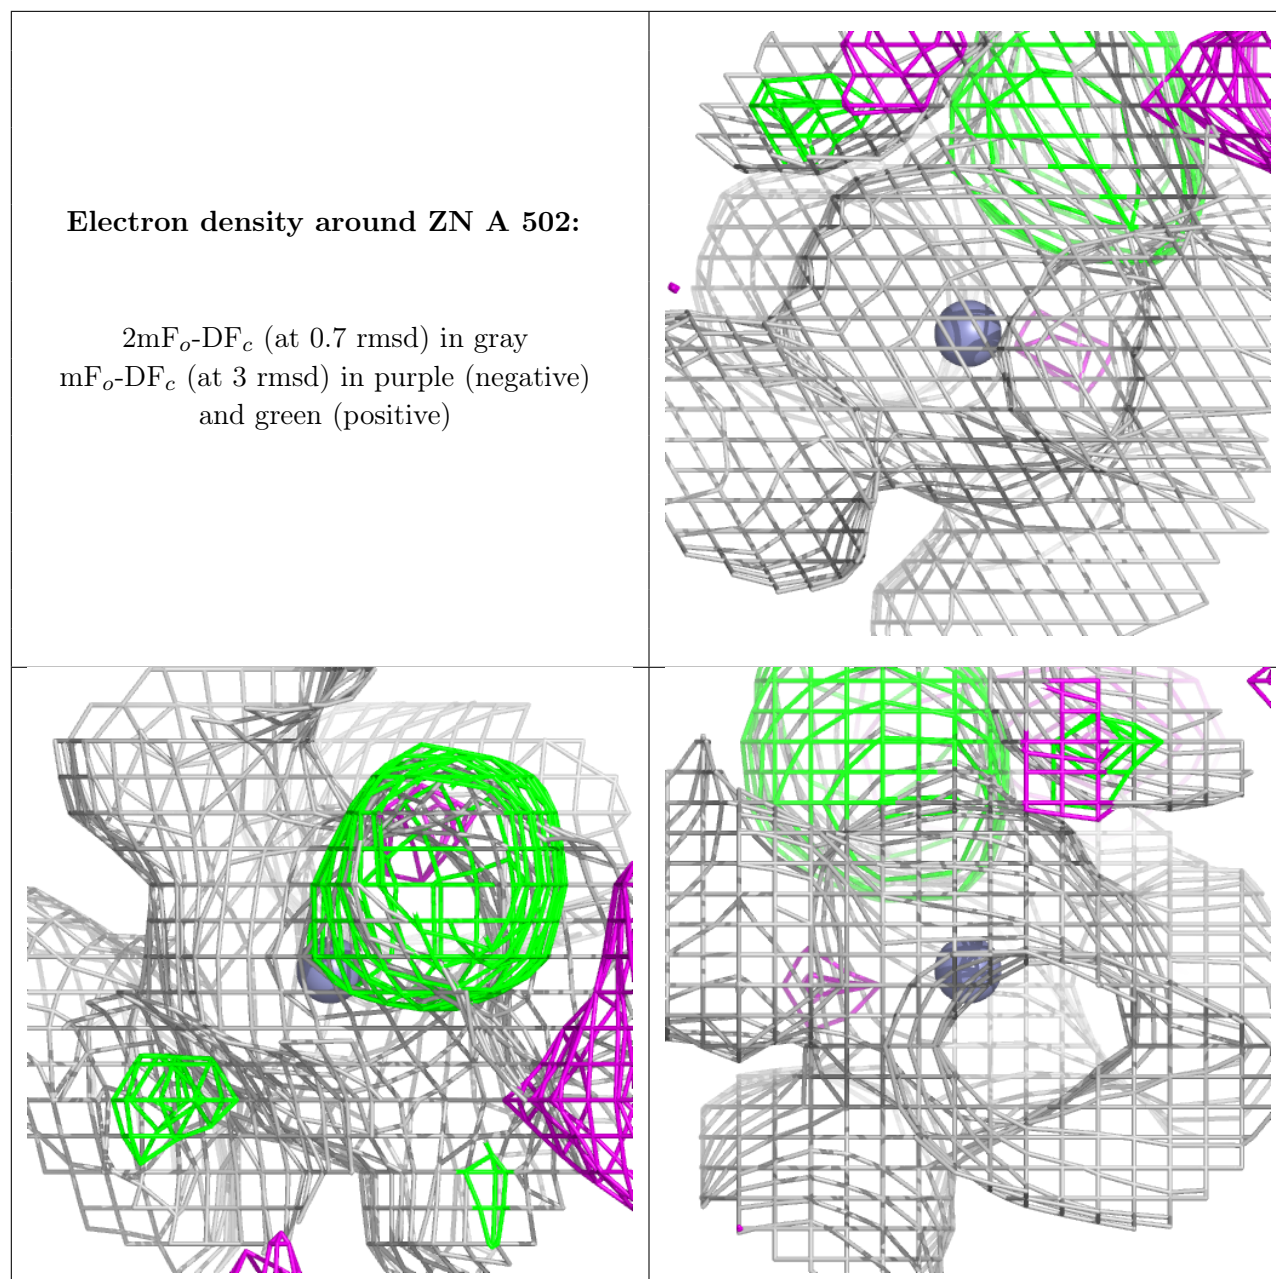 Electron density around ZN A 502:
2mFo-DFc (at 0.7 rmsd) in gray
mFo-DFc (at 3 rmsd) in purple (negative)
and green (positive)